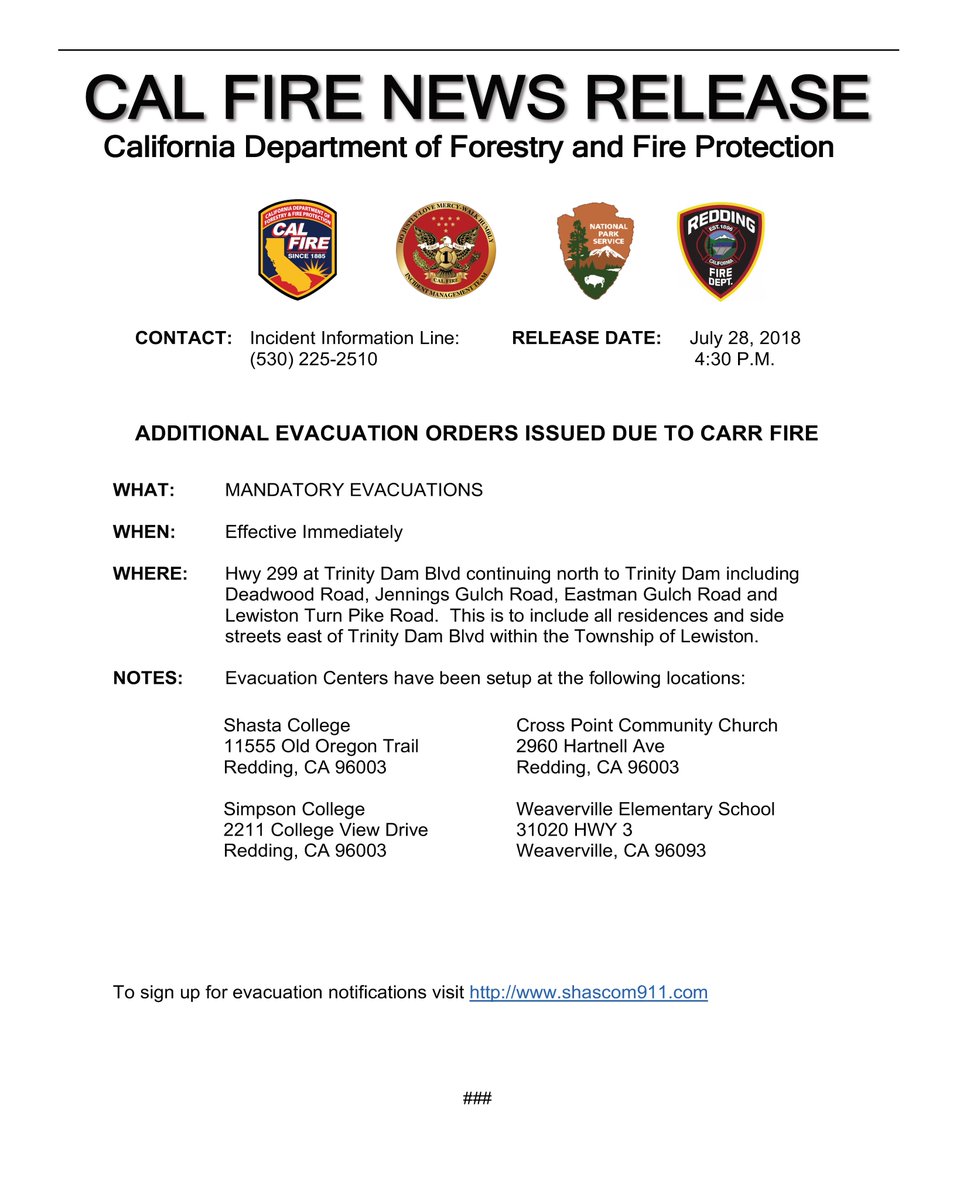 CAL FIRE NEWS RELEASE
California Department of Forestry and Fire Protection
CALIFORNIA DEPARTMENT OF
FORESTRY & FIRE PROTECTION
CAL
FIRE
SINCE 1885
LOVE MERCY-WALK HUMBLY
1
CAL FIRE
INCIDENT MANAGEMENT TEAM
NATIONAL
PARK
SERVICE
REDDING
EST. 1886
CALIFORNIA
FIRE
DEPT.
CONTACT: Incident Information Line: RELEASE DATE: July 28, 2018
(530) 225-2510 4:30 P.M.
ADDITIONAL EVACUATION ORDERS ISSUED DUE TO CARR FIRE
WHAT: MANDATORY EVACUATIONS
WHEN: Effective Immediately
WHERE: Hwy 299 at Trinity Dam Blvd continuing north to Trinity Dam including
Deadwood Road, Jennings Gulch Road, Eastman Gulch Road and
Lewiston Turn Pike Road. This is to include all residences and side
streets east of Trinity Dam Blvd within the Township of Lewiston.
NOTES: Evacuation Centers have been setup at the following locations:
Shasta College
11555 Old Oregon Trail
Redding, CA 96003
Cross Point Community Church
2960 Hartnell Ave
Redding, CA 96003
Simpson College
2211 College View Drive
Redding, CA 96003
Weaverville Elementary School
31020 HWY 3
Weaverville, CA 96093
To sign up for evacuation notifications visit http://www.shascom911.com
###